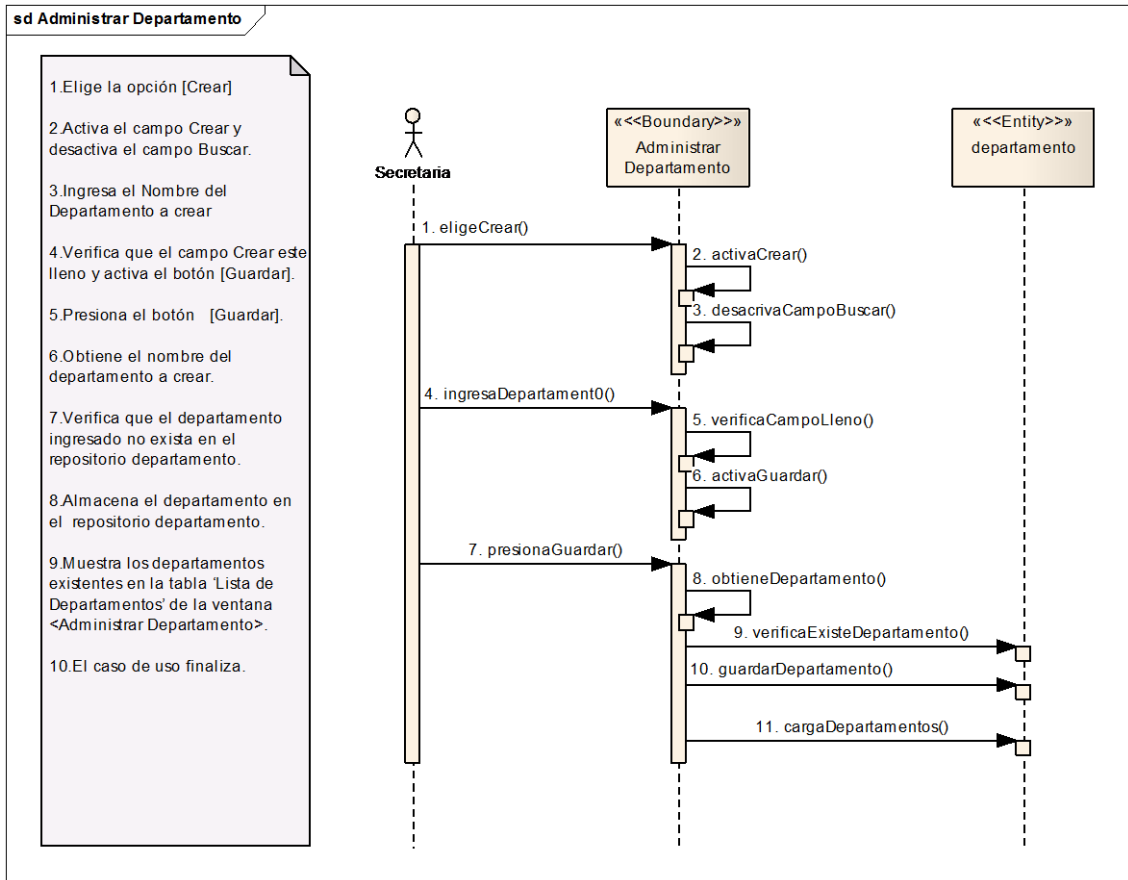 sd Administrar Departamento
1.Elige la opción [Crear]
2.Activa el campo Crear y
desactiva el campo Buscar.
3.Ingresa el Nombre del
Departamento a crear
4.Verifica que el campo Crear este
lleno y activa el botón [Guardar].
5.Presiona el botón [Guardar].
6.Obtiene el nombre del
departamento a crear.
7.Verifica que el departamento
ingresado no exista en el
repositorio departamento.
8.Almacena el departamento en
el repositorio departamento.
9.Muestra los departamentos
existentes en la tabla 'Lista de
Departamentos' de la ventana
<Administrar Departamento>.
10.El caso de uso finaliza.
Secretaria
«<<Boundary>>»
Administrar
Departamento
«<<Entity>>»
departamento
1. eligeCrear()
2. activaCrear()
3. desacrivaCampoBuscar()
4. ingresaDepartament0()
5. verificaCampoLleno()
6. activaGuardar()
7. presionaGuardar()
8. obtieneDepartamento()
9. verificaExisteDepartamento()
10. guardarDepartamento()
11. cargaDepartamentos()